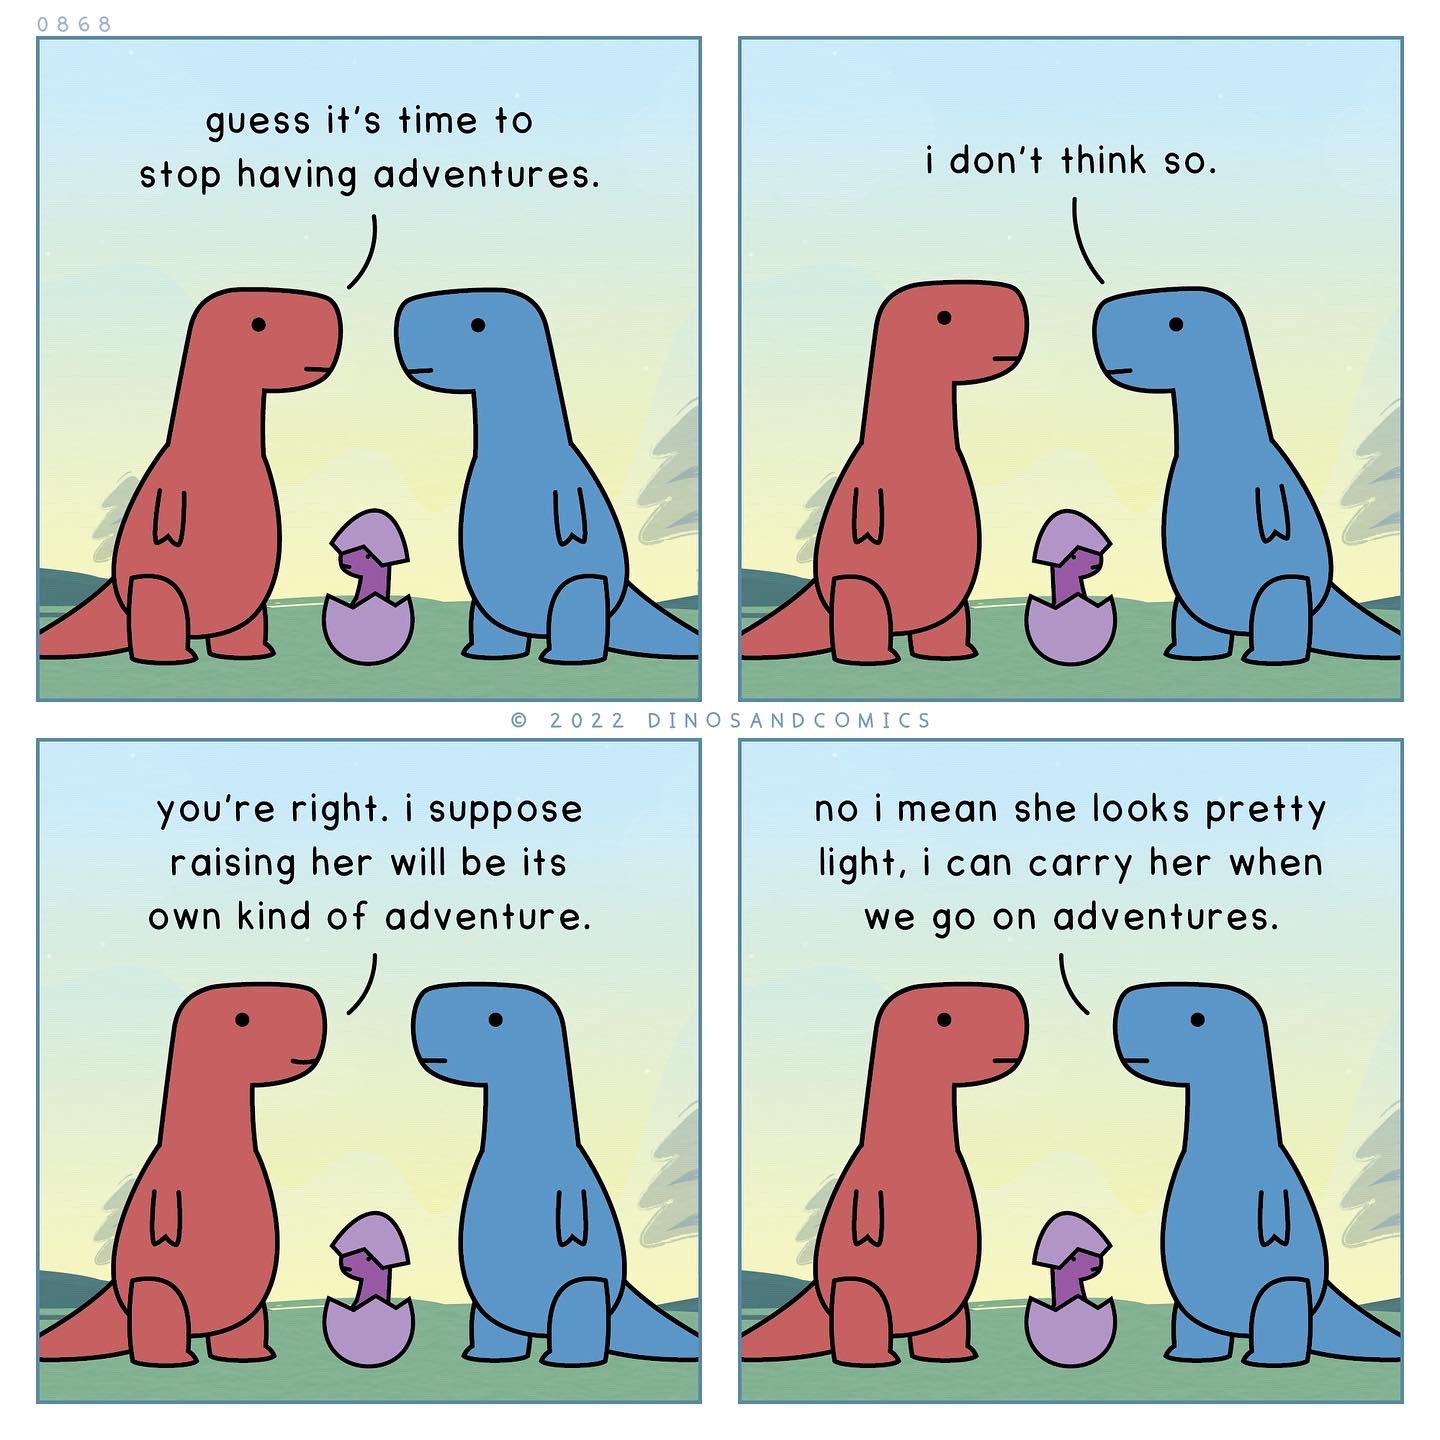 0868
guess it's time to
stop having adventures.
i don't think so.
© 2022 DINOSANDCOMICS
you're right. i suppose
raising her will be its
own kind of adventure.
no i mean she looks pretty
light, i can carry her when
we go on adventures.